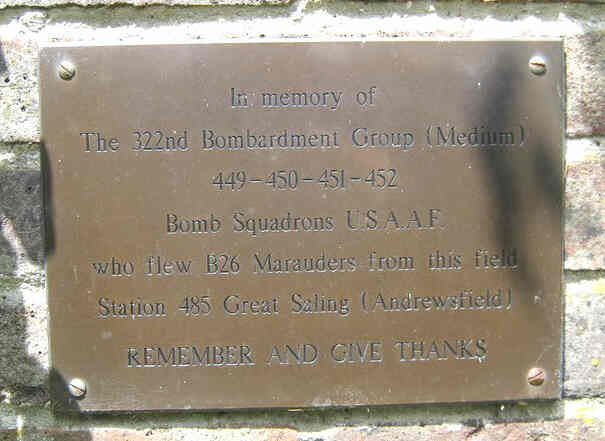 In memory of
The 322nd Bombardment Group (Medium)
449-450-451-452
Bomb Squadrons U.S.A.A.F.
who flew B26 Marauders from this field
Station 485 Great Saling (Andrewsfield)
REMEMBER AND GIVE THANKS